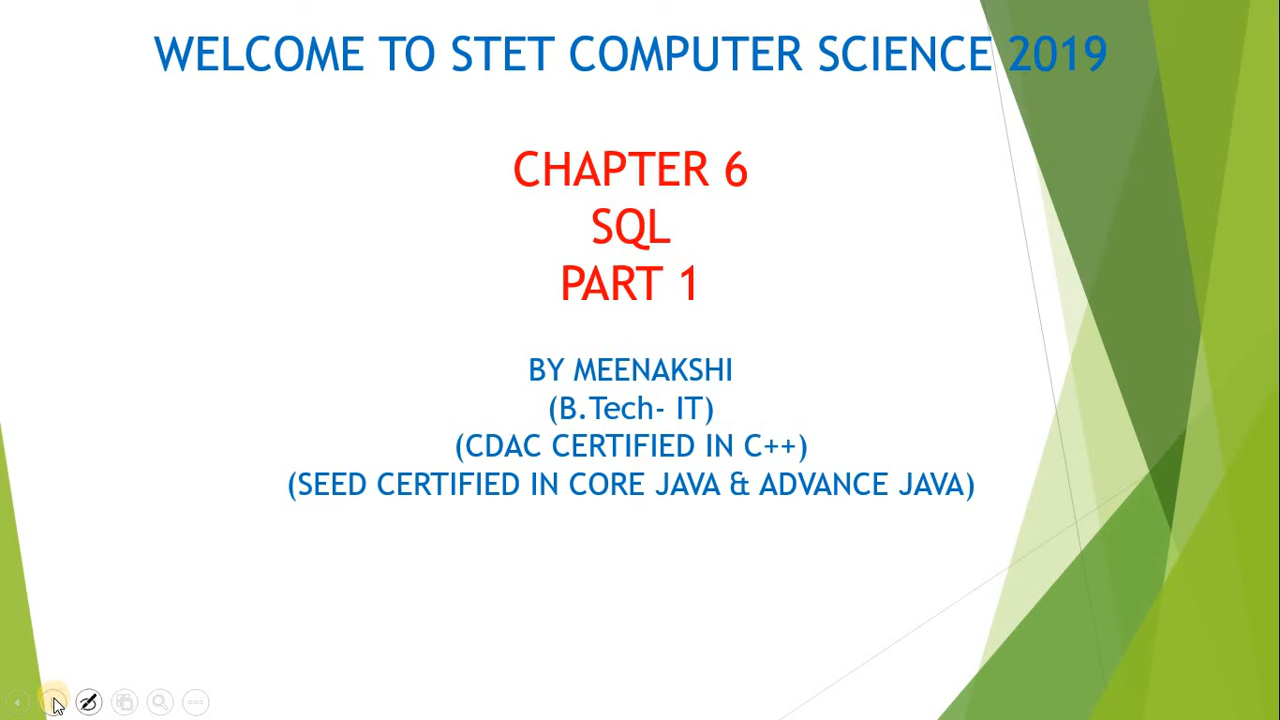 WELCOME TO STET COMPUTER SCIENCE 2019
CHAPTER 6
SQL
PART 1
BY MEENAKSHI
(B.Tech- IT)
(CDAC CERTIFIED IN C++)
(SEED CERTIFIED IN CORE JAVA & ADVANCE JAVA)